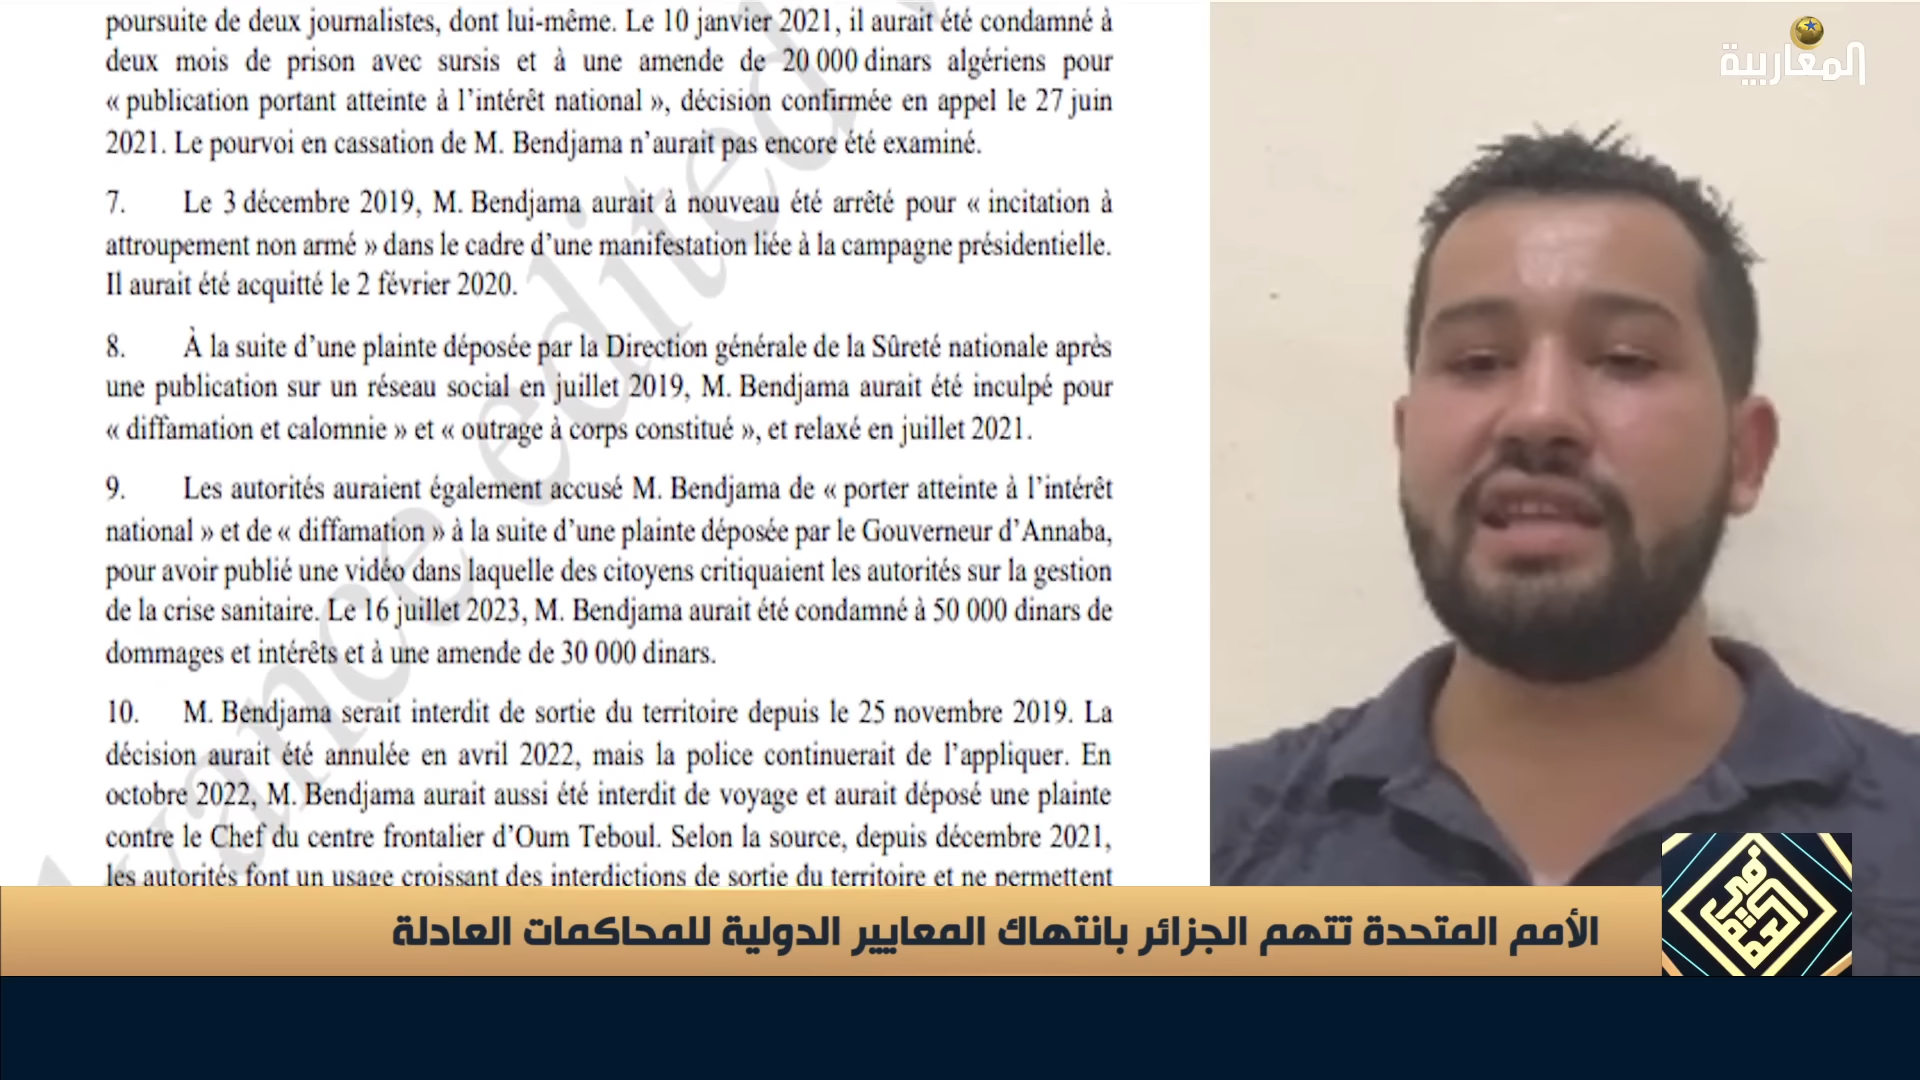 poursuite de deux journalistes, dont lui-même. Le 10 janvier 2021, il aurait été condamné à
deux mois de prison avec sursis et à une amende de 20 000 dinars algériens pour
« publication portant atteinte à l’intérêt national », décision confirmée en appel le 27 juin
2021. Le pourvoi en cassation de M. Bendjama n’aurait pas encore été examiné.
7. Le 3 décembre 2019, M. Bendjama aurait à nouveau été arrêté pour « incitation à
attroupement non armé » dans le cadre d’une manifestation liée à la campagne présidentielle.
Il aurait été acquitté le 2 février 2020.
8. À la suite d’une plainte déposée par la Direction générale de la Sûreté nationale après
une publication sur un réseau social en juillet 2019, M. Bendjama aurait été inculpé pour
« diffamation et calomnie » et « outrage à corps constitué », et relaxé en juillet 2021.
9. Les autorités auraient également accusé M. Bendjama de « porter atteinte à l’intérêt
national » et de « diffamation » à la suite d’une plainte déposée par le Gouverneur d’Annaba,
pour avoir publié une vidéo dans laquelle des citoyens critiquaient les autorités sur la gestion
de la crise sanitaire. Le 16 juillet 2023, M. Bendjama aurait été condamné à 50 000 dinars de
dommages et intérêts et à une amende de 30 000 dinars.
10. M. Bendjama serait interdit de sortie du territoire depuis le 25 novembre 2019. La
décision aurait été annulée en avril 2022, mais la police continuerait de l’appliquer. En
octobre 2022, M. Bendjama aurait aussi été interdit de voyage et aurait déposé une plainte
contre le Chef du centre frontalier d’Oum Teboul. Selon la source, depuis décembre 2021,
les autorités font un usage croissant des interdictions de sortie du territoire et ne permettent
edited
المغاربية
الأمم المتحدة تتهم الجزائر بانتهاك المعايير الدولية للمحاكمات العادلة
في العمق